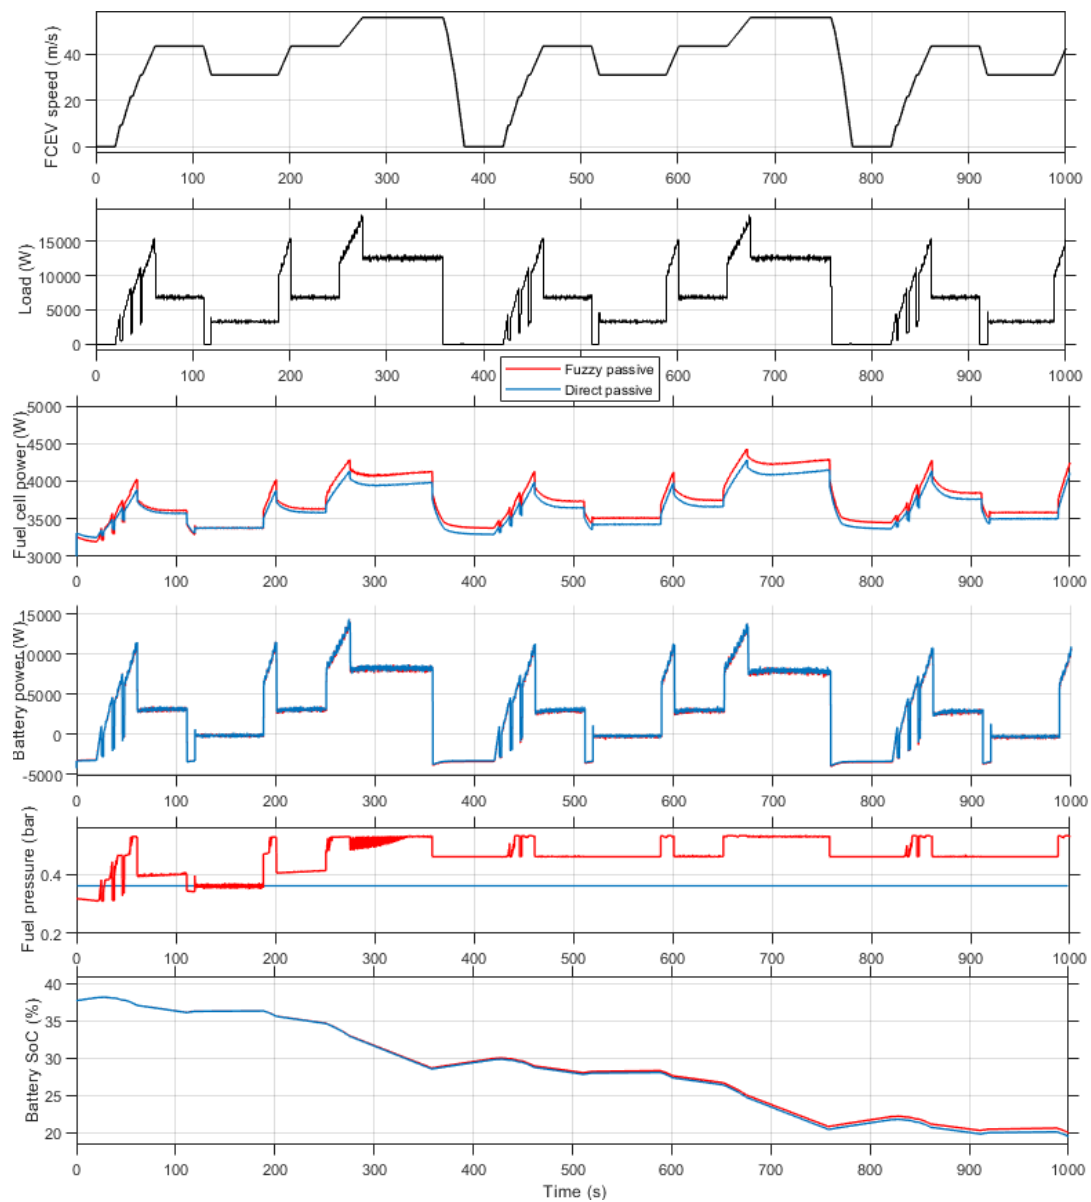 FCEV speed (m/s)
40
20
0
0 100 200 300 400 500 600 700 800 900 1000
Load (W)
15000
10000
5000
0
0 100 200 300 400 500 600 700 800 900 1000
Fuzzy passive
Direct passive
Fuel cell power (W)
5000
4500
4000
3500
3000
0 100 200 300 400 500 600 700 800 900 1000
Battery power (W)
15000
10000
5000
0
-5000
0 100 200 300 400 500 600 700 800 900 1000
Fuel pressure (bar)
0.4
0.2
0 100 200 300 400 500 600 700 800 900 1000
Battery SoC (%)
40
35
30
25
20
0 100 200 300 400 500 600 700 800 900 1000
Time (s)